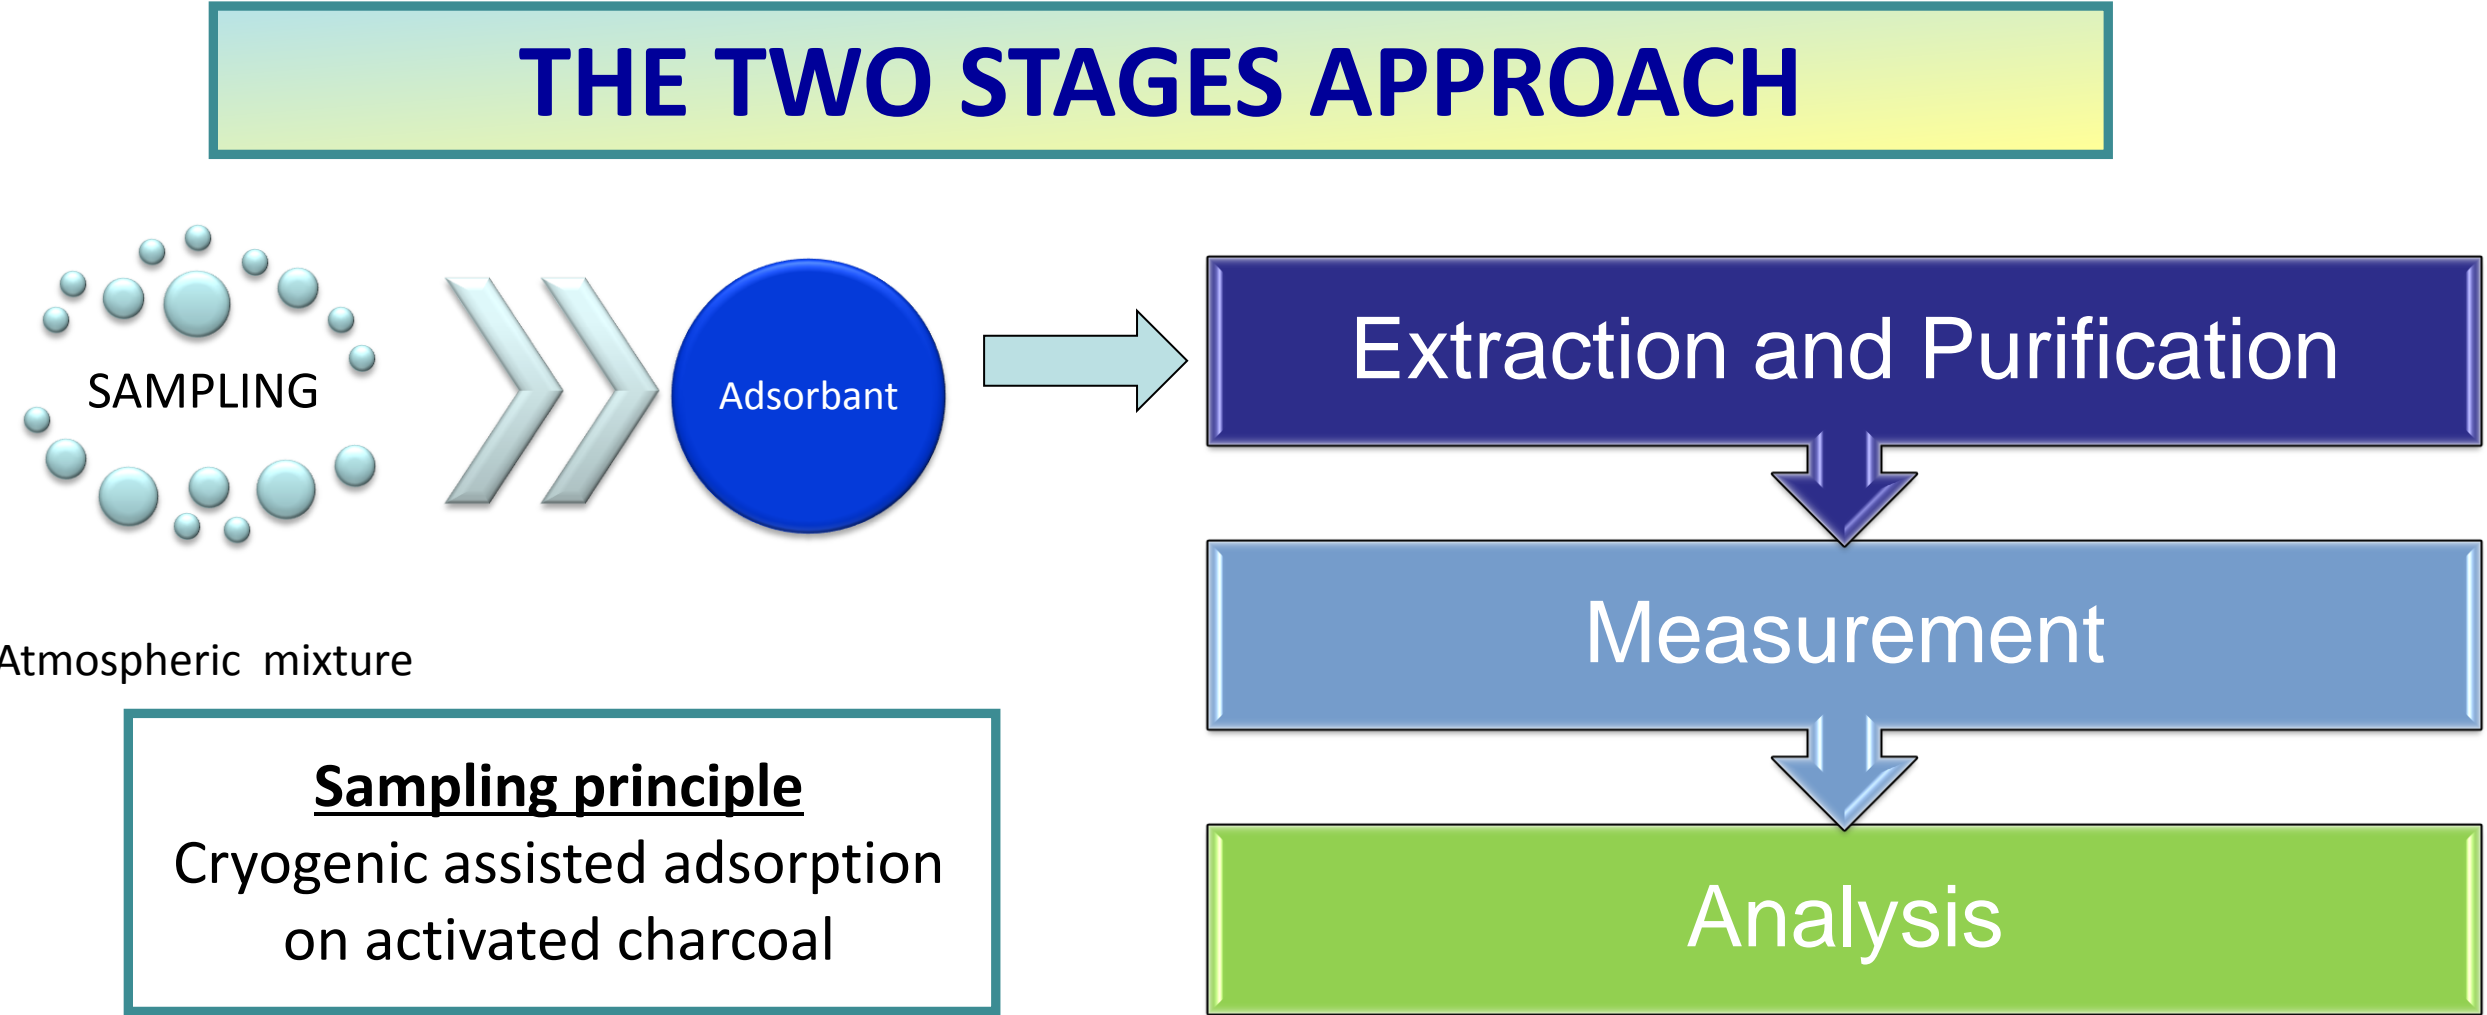 THE TWO STAGES APPROACH
SAMPLING
Adsorbant
Atmospheric mixture
Sampling principle
Cryogenic assisted adsorption
on activated charcoal
Extraction and Purification
Measurement
Analysis